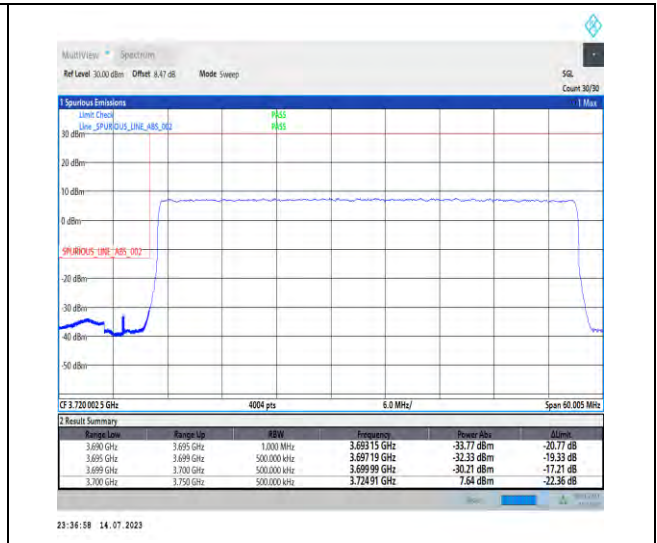 MultiView Spectrum
Ref Level 30.00 dBm Offset 8.47 dB Mode Sweep SGL
Count 30/30
1 Spurious Emissions 1 Max
Limit Check PASS
Line _SPURIOUS_LINE_ABS_002 PASS
30 dBm
20 dBm
10 dBm
0 dBm
SPURIOUS_LINE_ABS_002
-20 dBm
-30 dBm
-40 dBm
-50 dBm
CF 3.720 002 5 GHz 4004 pts 6.0 MHz/ Span 60.005 MHz
2 Result Summary
Range Low Range Up RBW Frequency Power Abs ΔLimit
3.690 GHz 3.695 GHz 1.000 MHz 3.693 15 GHz -33.77 dBm -20.77 dB
3.695 GHz 3.699 GHz 500.000 kHz 3.697 19 GHz -32.33 dBm -19.33 dB
3.699 GHz 3.700 GHz 500.000 kHz 3.699 99 GHz -30.21 dBm -17.21 dB
3.700 GHz 3.750 GHz 500.000 kHz 3.724 91 GHz 7.64 dBm -22.36 dB
23:36:58 14.07.2023